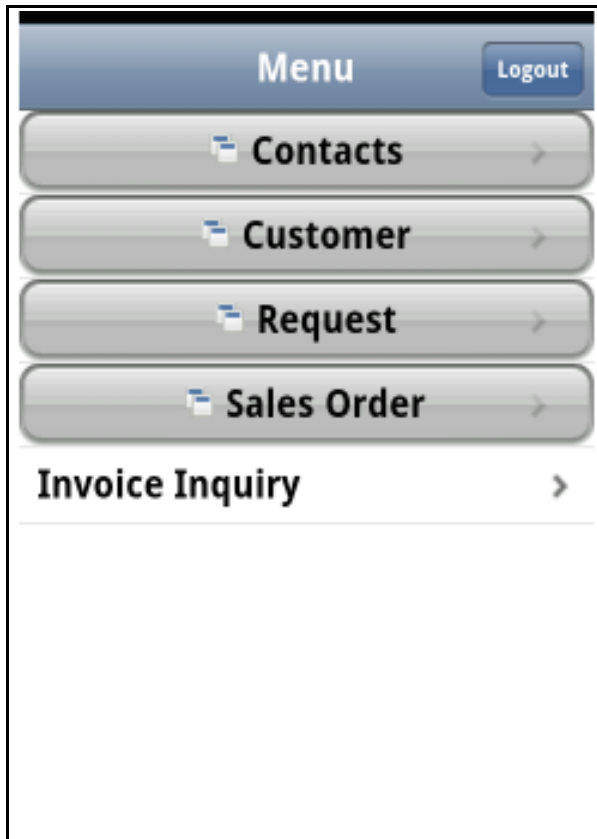 Menu
Logout
Contacts
Customer
Request
Sales Order
Invoice Inquiry